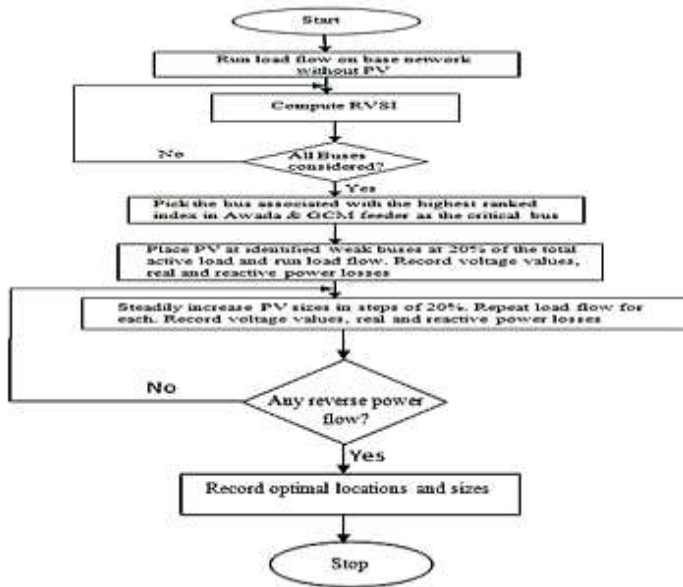 Start
Run load flow on base network
without PV
Compute RVSI
No
All Buses
considered?
Yes
Pick the bus associated with the highest ranked
index in Awada & GCM feeder as the critical bus
Place PV at identified weak buses at 20% of the total
active load and run load flow. Record voltage values,
real and reactive power losses
Steadily increase PV sizes in steps of 20%. Repeat load flow for
each. Record voltage values, real and reactive power losses
No
Any reverse power
flow?
Yes
Record optimal locations and sizes
Stop